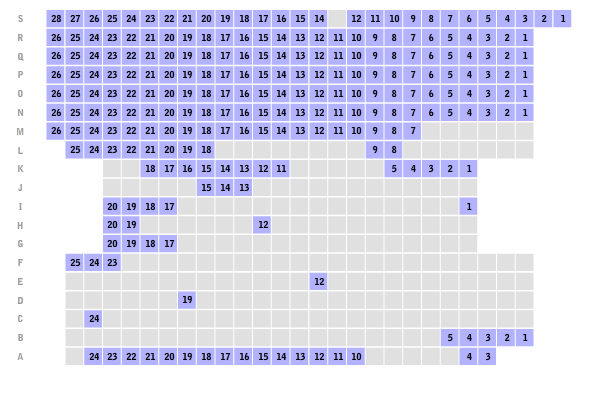 S 28 27 26 25 24 23 22 21 20 19 18 17 16 15 14 12 11 10 9 8 7 6 5 4 3 2 1
R 26 25 24 23 22 21 20 19 18 17 16 15 14 13 12 11 10 9 8 7 6 5 4 3 2 1
Q 26 25 24 23 22 21 20 19 18 17 16 15 14 13 12 11 10 9 8 7 6 5 4 3 2 1
P 26 25 24 23 22 21 20 19 18 17 16 15 14 13 12 11 10 9 8 7 6 5 4 3 2 1
O 26 25 24 23 22 21 20 19 18 17 16 15 14 13 12 11 10 9 8 7 6 5 4 3 2 1
N 26 25 24 23 22 21 20 19 18 17 16 15 14 13 12 11 10 9 8 7 6 5 4 3 2 1
M 26 25 24 23 22 21 20 19 18 17 16 15 14 13 12 11 10 9 8 7
L 25 24 23 22 21 20 19 18 9 8
K 18 17 16 15 14 13 12 11 5 4 3 2 1
J 15 14 13
I 20 19 18 17 1
H 20 19 12
G 20 19 18 17
F 25 24 23
E 12
D 19
C 24
B 5 4 3 2 1
A 24 23 22 21 20 19 18 17 16 15 14 13 12 11 10 4 3